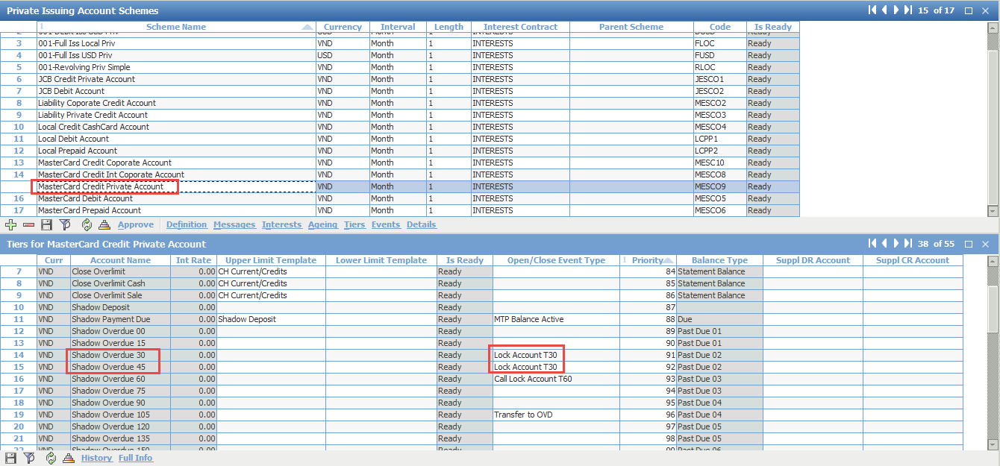 Private Issuing Account Schemes 15 of 17
Scheme Name Currency Interval Length Interest Contract Parent Scheme Code Is Ready
3 001-Full Iss Local Priv VND Month 1 INTERESTS FLOC Ready
4 001-Full Iss USD Priv USD Month 1 INTERESTS FUSD Ready
5 001-Revolving Priv Simple VND Month 1 INTERESTS RLOC Ready
6 JCB Credit Private Account VND Month 1 INTERESTS JESCO1 Ready
7 JCB Debit Account VND Month 1 INTERESTS JESCO2 Ready
8 Liability Coporate Credit Account VND Month 1 INTERESTS MESCO2 Ready
9 Liability Private Credit Account VND Month 1 INTERESTS MESCO3 Ready
10 Local Credit CashCard Account VND Month 1 INTERESTS MESCO4 Ready
11 Local Debit Account VND Month 1 INTERESTS LCPP1 Ready
12 Local Prepaid Account VND Month 1 INTERESTS LCPP2 Ready
13 MasterCard Credit Coporate Account VND Month 1 INTERESTS MESC10 Ready
14 MasterCard Credit Int Coporate Account VND Month 1 INTERESTS MESCO8 Ready
MasterCard Credit Private Account VND Month 1 INTERESTS MESCO9 Ready
16 MasterCard Debit Account VND Month 1 INTERESTS MESCO5 Ready
17 MasterCard Prepaid Account VND Month 1 INTERESTS MESCO6 Ready
Approve Definition Messages Interests Ageing Tiers Events Details
Tiers for MasterCard Credit Private Account 38 of 55
Curr Account Name Int Rate Upper Limit Template Lower Limit Template Is Ready Open/Close Event Type Priority Balance Type Suppl DR Account Suppl CR Account
7 VND Close Overlimit 0.00 CH Current/Credits Ready 84 Statement Balance
8 VND Close Overlimit Cash 0.00 CH Current/Credits Ready 85 Statement Balance
9 VND Close Overlimit Sale 0.00 CH Current/Credits Ready 86 Statement Balance
10 VND Shadow Deposit 0.00 Ready 87
11 VND Shadow Payment Due 0.00 Shadow Deposit Ready MTP Balance Active 88 Due
12 VND Shadow Overdue 00 0.00 Ready 89 Past Due 01
13 VND Shadow Overdue 15 0.00 Ready 90 Past Due 01
14 VND Shadow Overdue 30 0.00 Ready Lock Account T30 91 Past Due 02
15 VND Shadow Overdue 45 0.00 Ready Lock Account T30 92 Past Due 02
16 VND Shadow Overdue 60 0.00 Ready Call Lock Account T60 93 Past Due 03
17 VND Shadow Overdue 75 0.00 Ready 94 Past Due 03
18 VND Shadow Overdue 90 0.00 Ready 95 Past Due 04
19 VND Shadow Overdue 105 0.00 Ready Transfer to OVD 96 Past Due 04
20 VND Shadow Overdue 120 0.00 Ready 97 Past Due 05
21 VND Shadow Overdue 135 0.00 Ready 98 Past Due 05
History Full Info